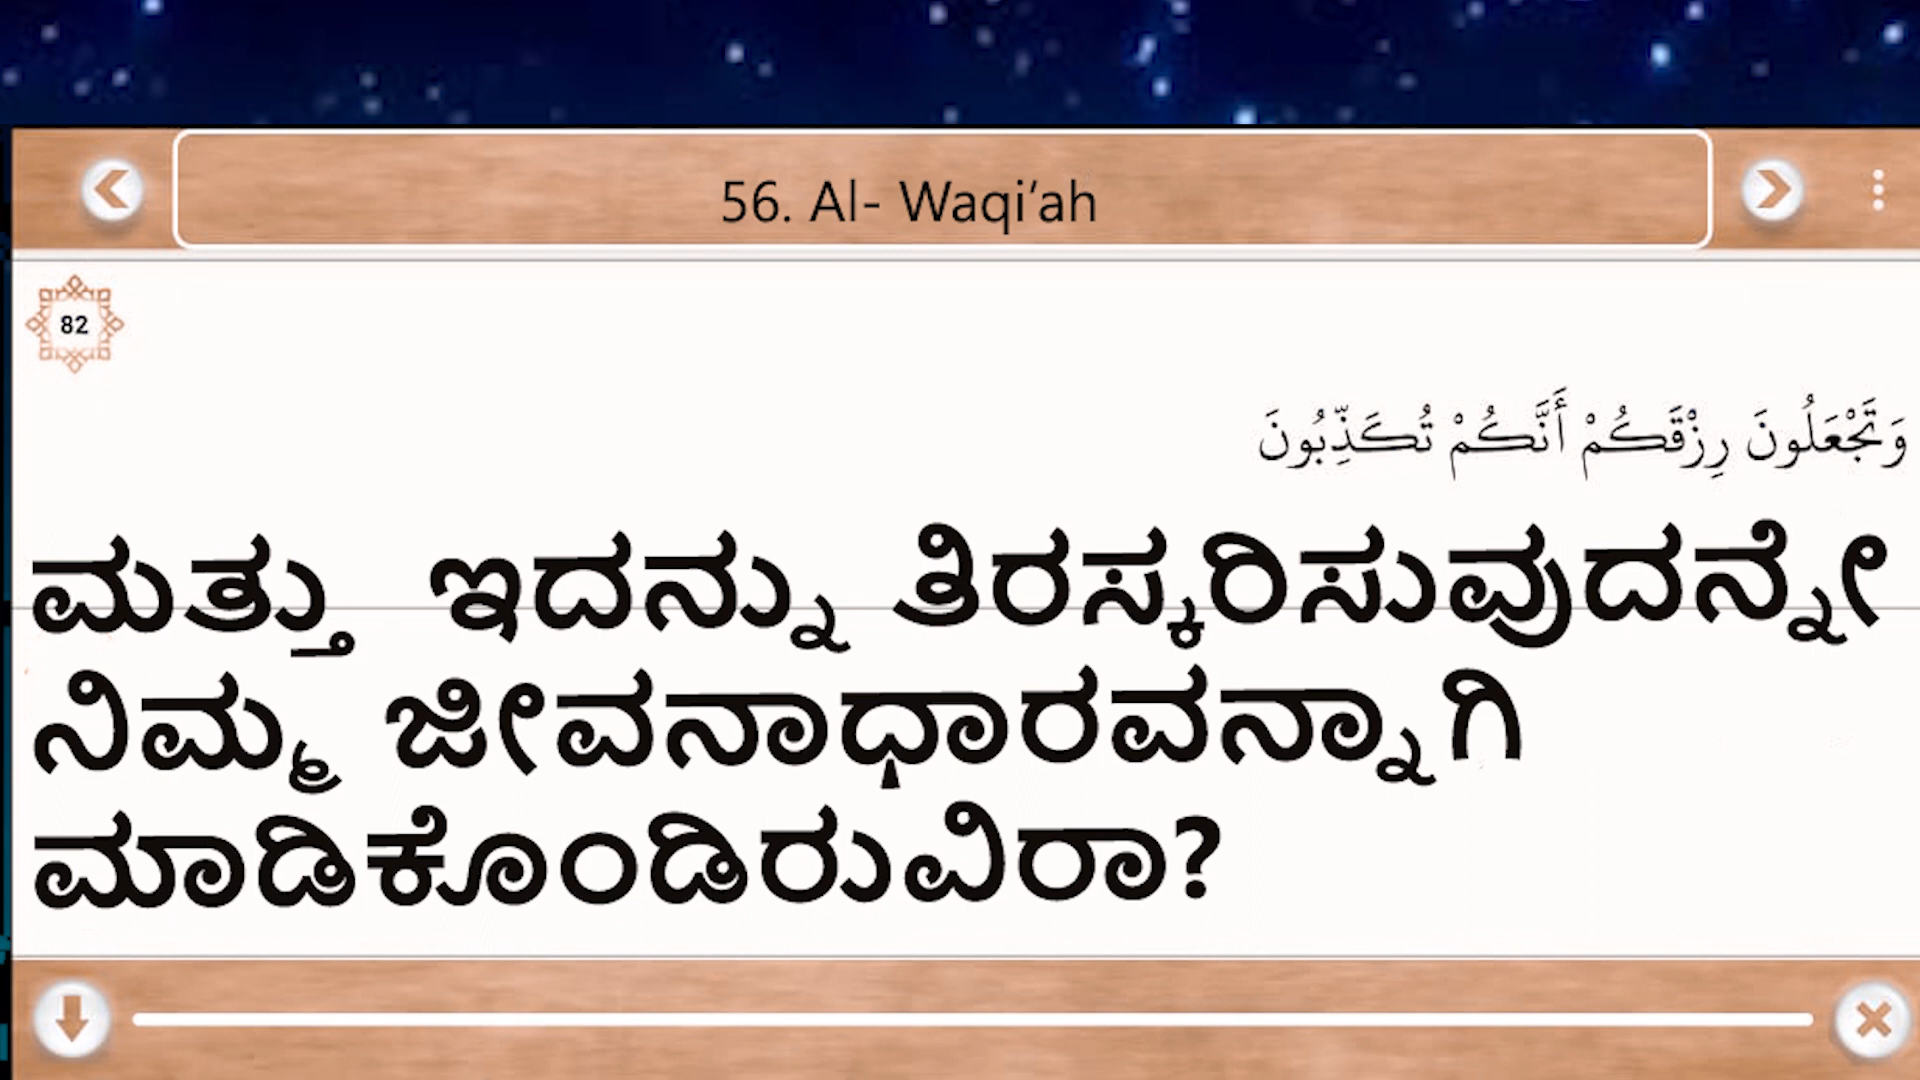 56. Al- Waqi’ah
82
وَتَجْعَلُونَ رِزْقَكُمْ أَنَّكُمْ تُكَذِّبُونَ
ಮತ್ತು ಇದನ್ನು ತಿರಸ್ಕರಿಸುವುದನ್ನೇ
ನಿಮ್ಮ ಜೀವನಾಧಾರವನ್ನಾಗಿ
ಮಾಡಿಕೊಂಡಿರುವಿರಾ?